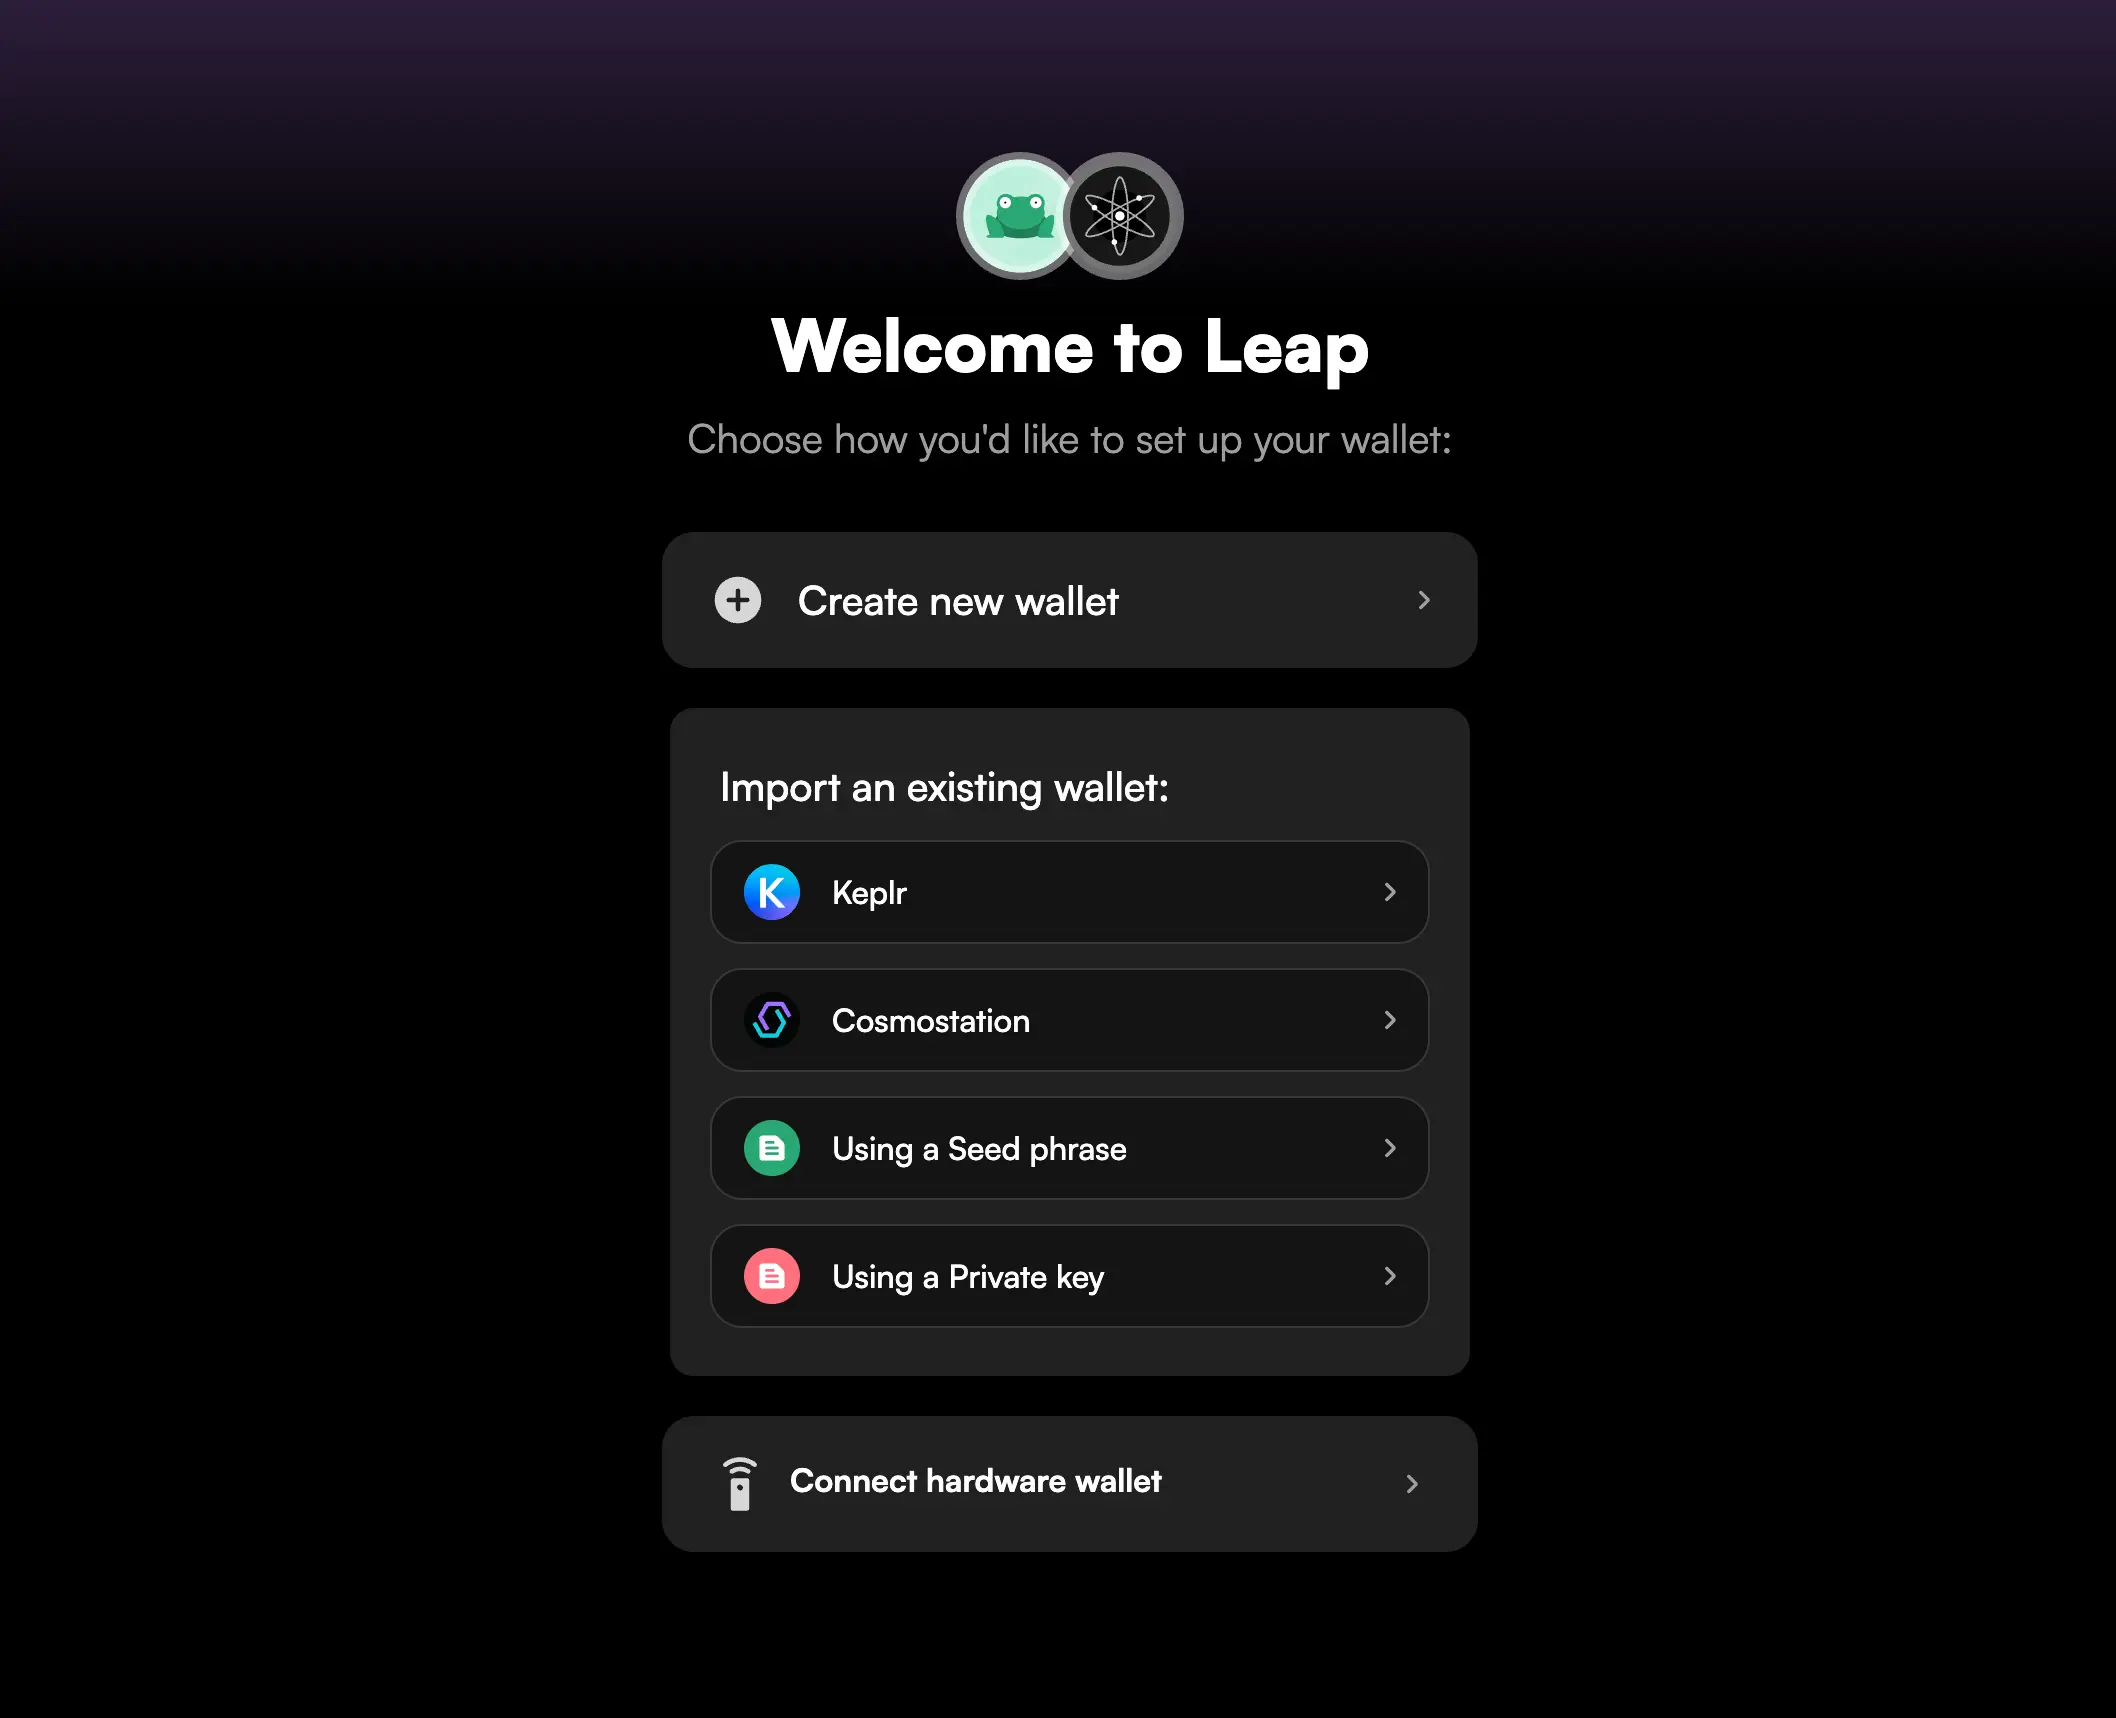 Welcome to Leap
Choose how you'd like to set up your wallet:
Create new wallet
Import an existing wallet:
K
Keplr
Cosmostation
Using a Seed phrase
Using a Private key
Connect hardware wallet